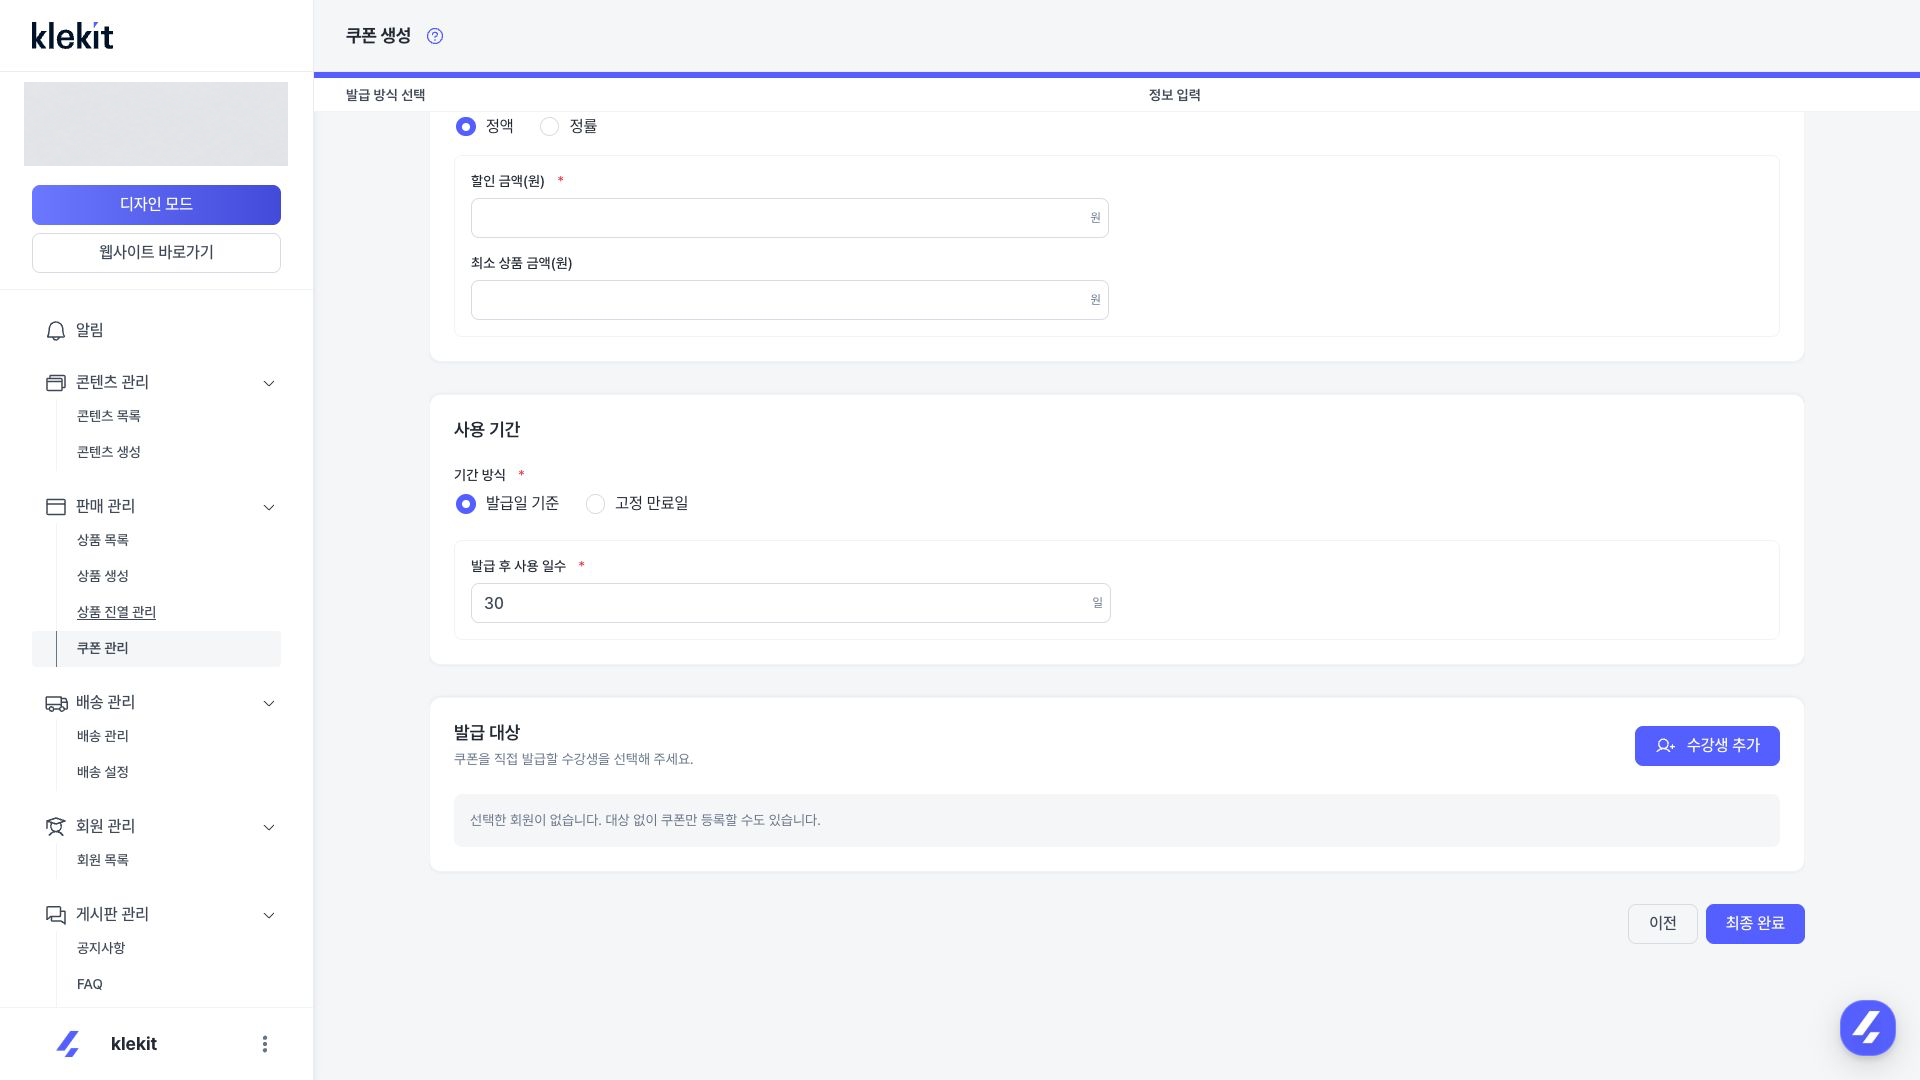 klekit
쿠폰 생성
발급 방식 선택
정보 입력
디자인 모드
웹사이트 바로가기
알림
콘텐츠 관리
콘텐츠 목록
콘텐츠 생성
판매 관리
상품 목록
상품 생성
상품 진열 관리
쿠폰 관리
배송 관리
배송 관리
배송 설정
회원 관리
회원 목록
게시판 관리
공지사항
FAQ
klekit
정액
정률
할인 금액(원) *
원
최소 상품 금액(원)
원
사용 기간
기간 방식 *
발급일 기준
고정 만료일
발급 후 사용 일수 *
30
일
발급 대상
쿠폰을 직접 발급할 수강생을 선택해 주세요.
수강생 추가
선택한 회원이 없습니다. 대상 없이 쿠폰만 등록할 수도 있습니다.
이전
최종 완료